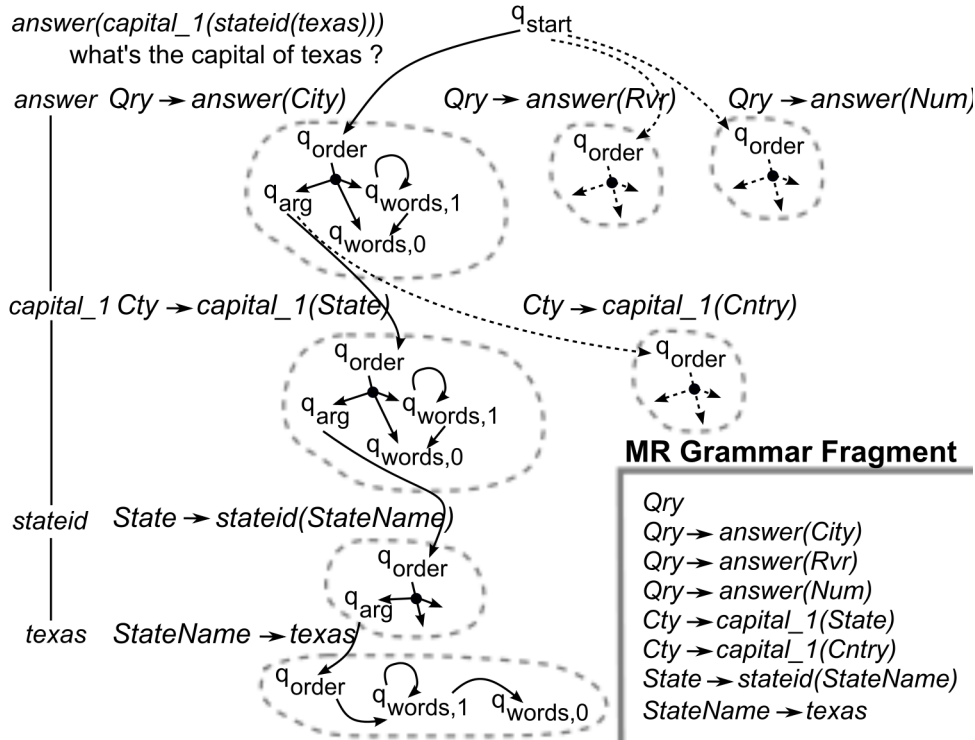 answer(capital_1(stateid(texas)))
what's the capital of texas ?
q_start
answer Qry → answer(City) Qry → answer(Rvr) Qry → answer(Num)
q_order q_order q_order
q_arg q_words,1
q_words,0
capital_1 Cty → capital_1(State) Cty → capital_1(Cntry)
q_order q_order
q_arg q_words,1
q_words,0
MR Grammar Fragment
stateid State → stateid(StateName)
q_order
q_arg
texas StateName → texas
q_order q_words,1 q_words,0
Qry
Qry → answer(City)
Qry → answer(Rvr)
Qry → answer(Num)
Cty → capital_1(State)
Cty → capital_1(Cntry)
State → stateid(StateName)
StateName → texas